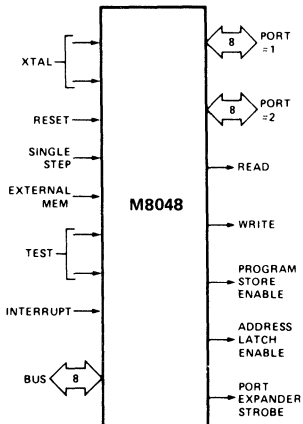 XTAL
RESET
SINGLE
STEP
EXTERNAL
MEM
TEST
INTERRUPT
BUS
8
M8048
8
PORT
#1
8
PORT
#2
READ
WRITE
PROGRAM
STORE
ENABLE
ADDRESS
LATCH
ENABLE
PORT
EXPANDER
STROBE